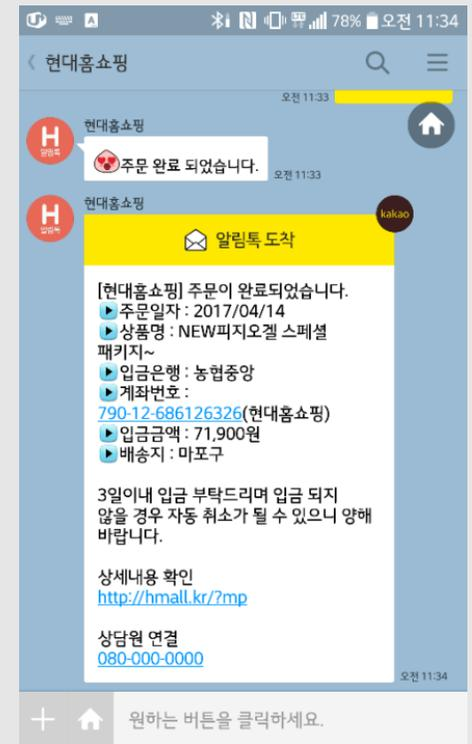 78% 오전 11:34
현대홈쇼핑
오전 11:33
현대홈쇼핑
H
알림톡
주문 완료 되었습니다.
오전 11:33
현대홈쇼핑
H
알림톡
kakao
알림톡 도착
[현대홈쇼핑] 주문이 완료되었습니다.
주문일자 : 2017/04/14
상품명 : NEW피지오겔 스페셜
패키지~
입금은행 : 농협중앙
계좌번호 :
790-12-686126326(현대홈쇼핑)
입금금액 : 71,900원
배송지 : 마포구
3일이내 입금 부탁드리며 입금 되지
않을 경우 자동 취소가 될 수 있으니 양해
바랍니다.
상세내용 확인
http://hmall.kr/?mp
상담원 연결
080-000-0000
오전 11:34
원하는 버튼을 클릭하세요.